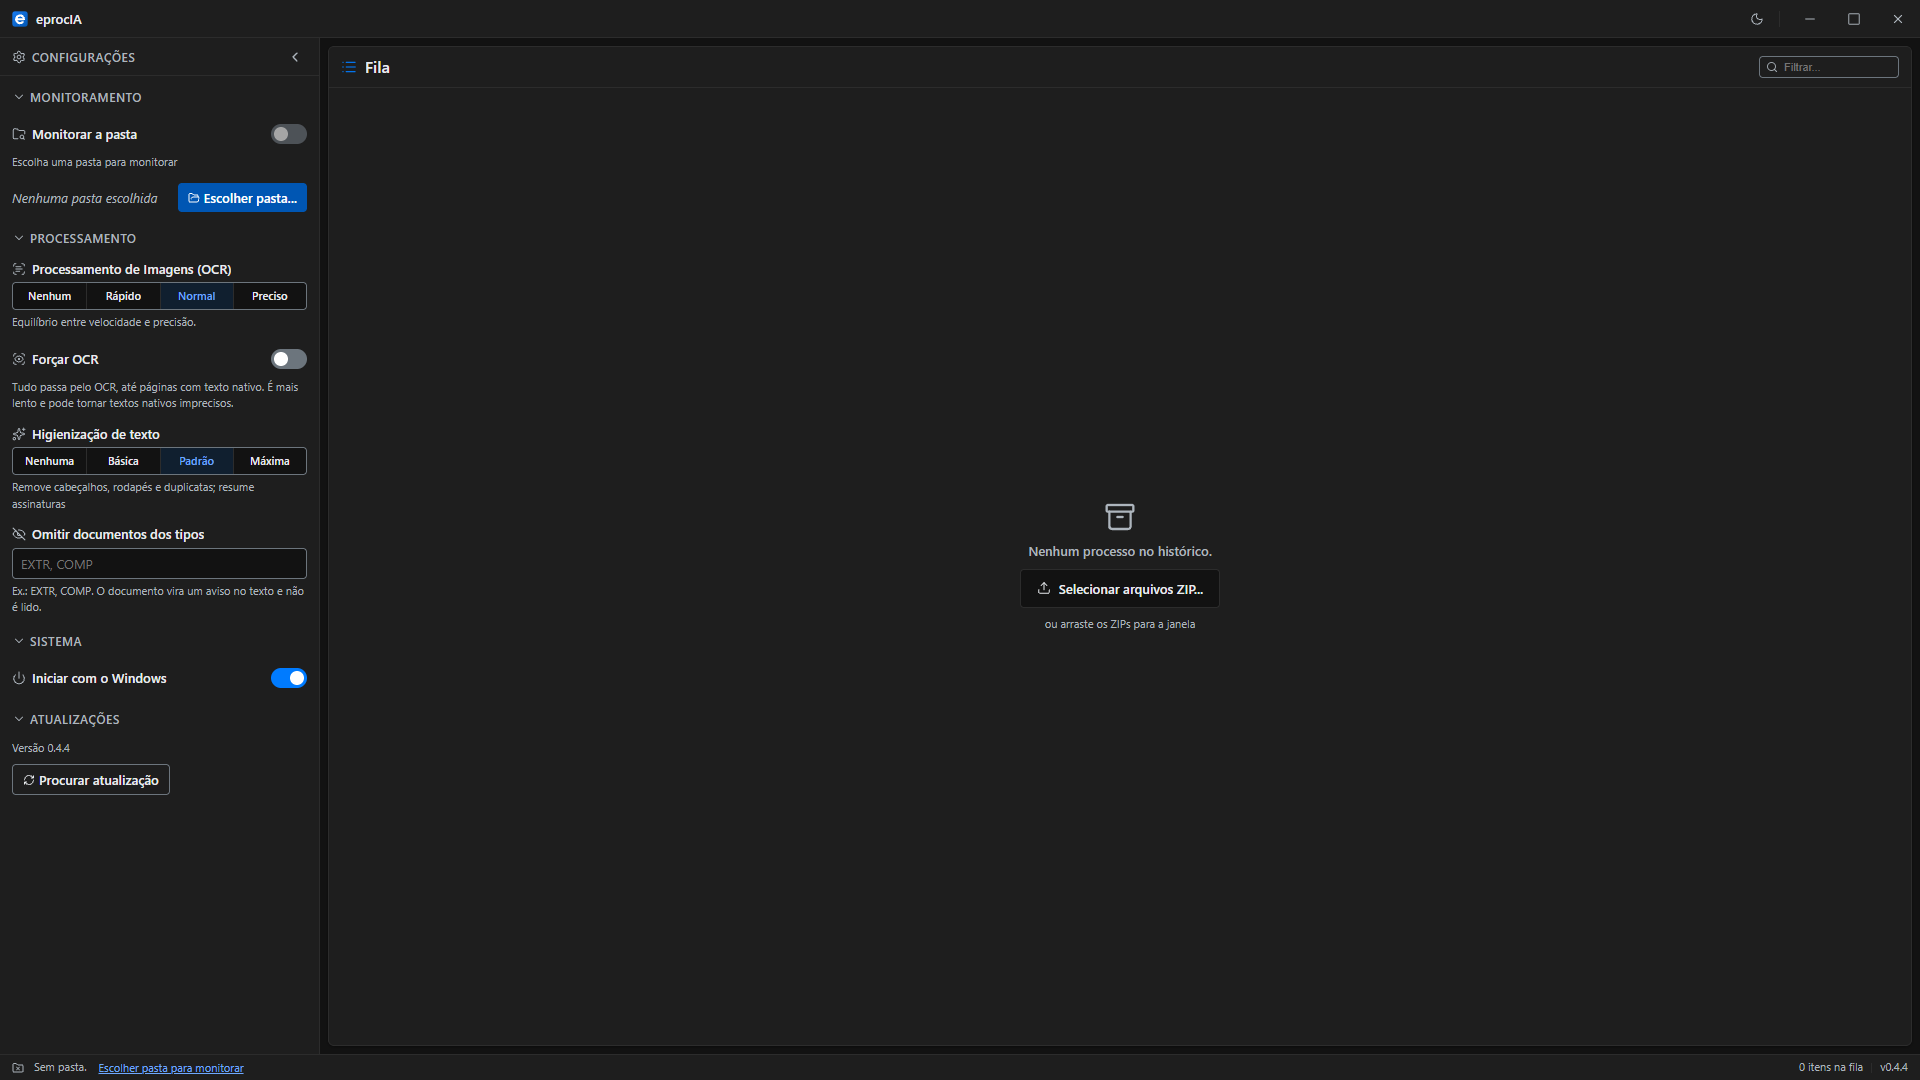 eprocIA
CONFIGURAÇÕES
MONITORAMENTO
Monitorar a pasta
Escolha uma pasta para monitorar
Nenhuma pasta escolhida
Escolher pasta...
PROCESSAMENTO
Processamento de Imagens (OCR)
Nenhum Rápido Normal Preciso
Equilíbrio entre velocidade e precisão.
Forçar OCR
Tudo passa pelo OCR, até páginas com texto nativo. É mais
lento e pode tornar textos nativos imprecisos.
Higienização de texto
Nenhuma Básica Padrão Máxima
Remove cabeçalhos, rodapés e duplicatas; resume
assinaturas
Omitir documentos dos tipos
EXTR, COMP
Ex.: EXTR, COMP. O documento vira um aviso no texto e não
é lido.
SISTEMA
Iniciar com o Windows
ATUALIZAÇÕES
Versão 0.4.4
Procurar atualização
Fila
Filtrar...
Nenhum processo no histórico.
Selecionar arquivos ZIP...
ou arraste os ZIPs para a janela
Sem pasta. Escolher pasta para monitorar
0 itens na fila v0.4.4